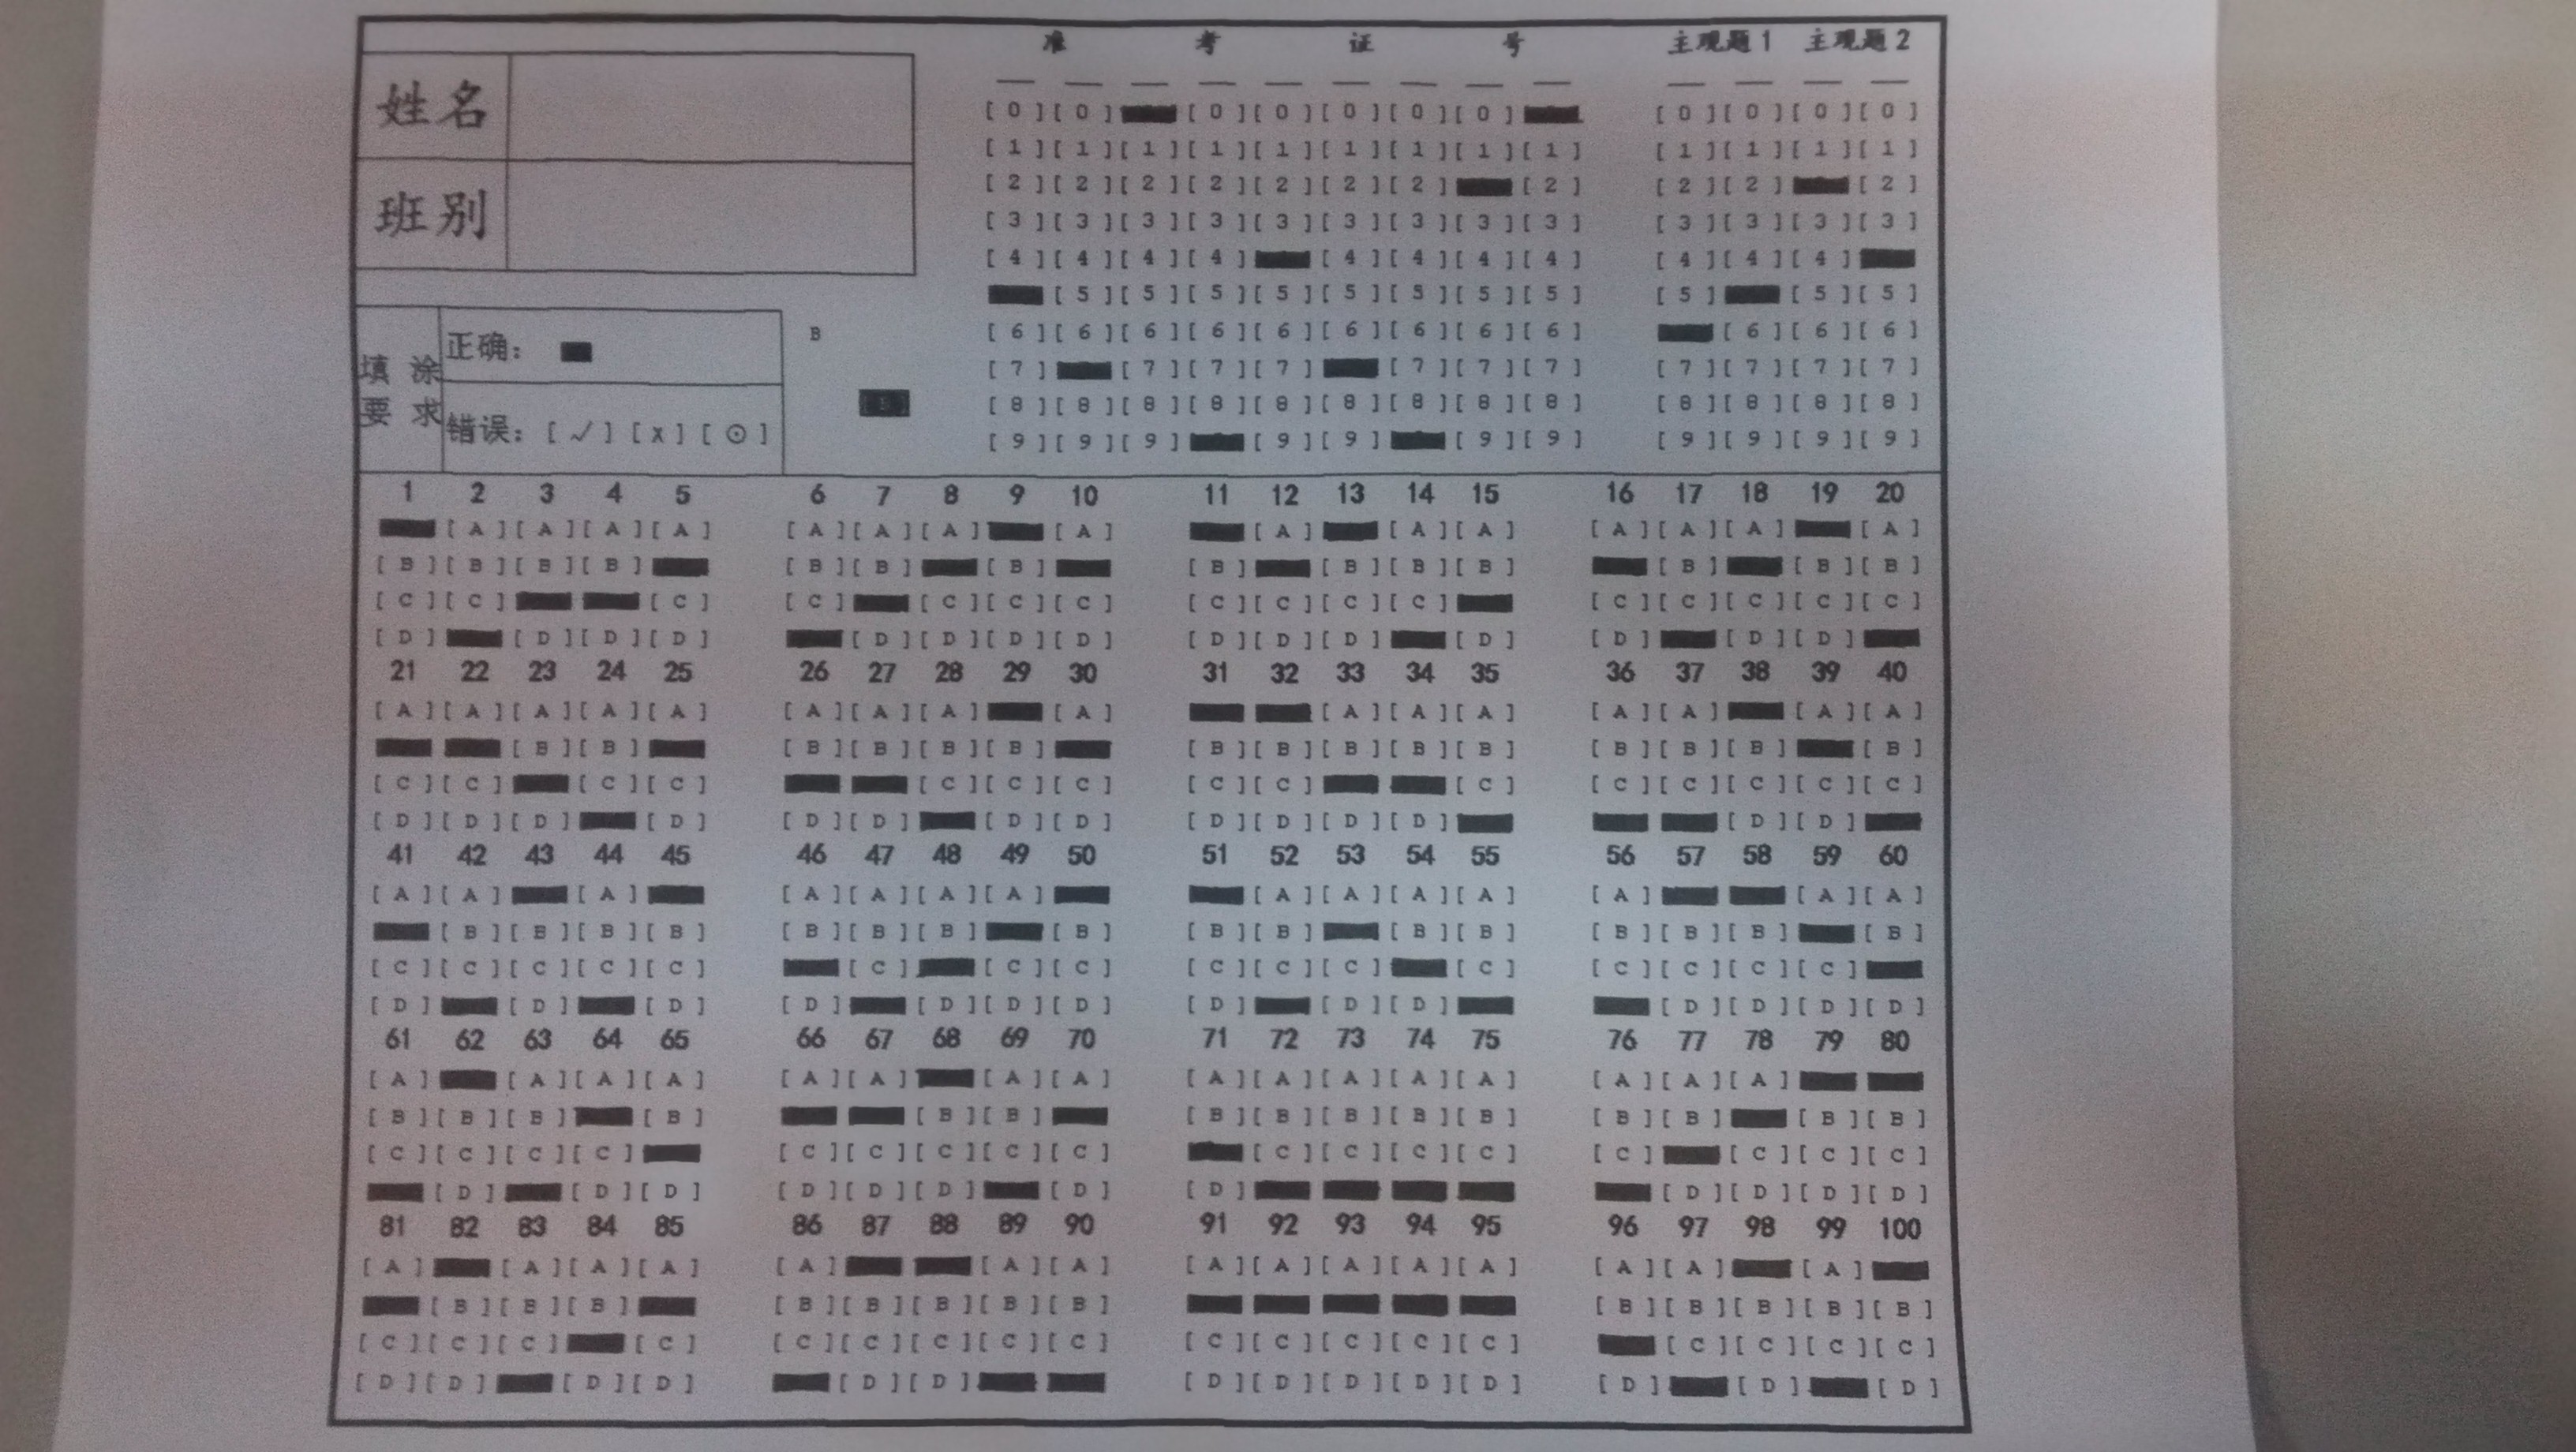 准 考 证 号 主观题1 主观题2
姓名
[0][0] [0][0][0][0][0] [0][0][0][0]
[1][1][1][1][1][1][1][1][1] [1][1][1][1]
[2][2][2][2][2][2][2] [2] [2][2] [2]
班别
[3][3][3][3][3][3][3][3][3] [3][3][3][3]
[4][4][4][4] [4][4][4][4] [4][4][4]
[5][5][5][5][5][5][5][5] [5] [5][5]
填涂要求
正确:
B
[6][6][6][6][6][6][6][6][6] [6][6][6]
[7] [7][7][7] [7][7][7] [7][7][7][7]
[8][8][8][8][8][8][8][8][8] [8][8][8][8]
错误: [√] [x] [⊙]
[9][9][9] [9][9] [9][9] [9][9][9][9]
1 2 3 4 5 6 7 8 9 10 11 12 13 14 15 16 17 18 19 20
[A][A][A][A] [A][A][A] [A] [A] [A][A] [A][A][A] [A]
[B][B][B][B] [B][B] [B] [B] [B][B][B] [B] [B][B]
[C][C] [C] [C] [C][C][C] [C][C][C][C] [C][C][C][C][C]
[D] [D][D][D] [D][D][D][D] [D][D][D] [D] [D] [D][D]
21 22 23 24 25 26 27 28 29 30 31 32 33 34 35 36 37 38 39 40
[A][A][A][A][A] [A][A][A] [A] [A][A][A] [A][A] [A][A]
[B][B] [B][B][B][B] [B][B][B][B][B] [B][B][B] [B]
[C][C] [C][C] [C][C][C] [C][C] [C] [C][C][C][C][C]
[D][D][D] [D] [D][D] [D][D] [D][D][D][D] [D][D]
41 42 43 44 45 46 47 48 49 50 51 52 53 54 55 56 57 58 59 60
[A][A] [A] [A][A][A][A] [A][A][A][A] [A] [A][A]
[B][B][B][B] [B][B][B] [B] [B][B] [B][B] [B][B][B] [B]
[C][C][C][C][C] [C] [C][C] [C][C][C] [C] [C][C][C][C]
[D] [D] [D] [D] [D][D][D] [D] [D][D] [D][D][D][D]
61 62 63 64 65 66 67 68 69 70 71 72 73 74 75 76 77 78 79 80
[A] [A][A][A] [A][A] [A][A] [A][A][A][A][A] [A][A][A]
[B][B][B] [B] [B][B] [B][B][B][B][B] [B][B] [B][B]
[C][C][C][C] [C][C][C][C][C] [C][C][C][C] [C] [C][C][C]
[D] [D][D] [D][D][D] [D] [D] [D][D][D][D]
81 82 83 84 85 86 87 88 89 90 91 92 93 94 95 96 97 98 99 100
[A] [A][A][A] [A] [A][A] [A][A][A][A][A] [A][A] [A]
[B][B][B] [B][B][B][B][B] [B][B][B][B][B]
[C][C][C] [C] [C][C][C][C][C] [C][C][C][C][C] [C][C][C][C]
[D][D] [D][D] [D][D] [D][D][D][D][D] [D] [D] [D]